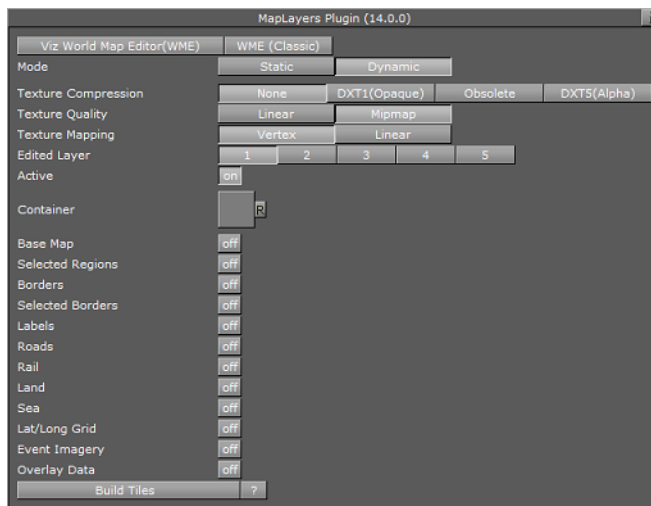 MapLayers Plugin (14.0.0)
Viz World Map Editor(WME) WME (Classic)
Mode Static Dynamic
Texture Compression None DXT1(Opaque) Obsolete DXT5(Alpha)
Texture Quality Linear Mipmap
Texture Mapping Vertex Linear
Edited Layer 1 2 3 4 5
Active on
Container R
Base Map off
Selected Regions off
Borders off
Selected Borders off
Labels off
Roads off
Rail off
Land off
Sea off
Lat/Long Grid off
Event Imagery off
Overlay Data off
Build Tiles ?